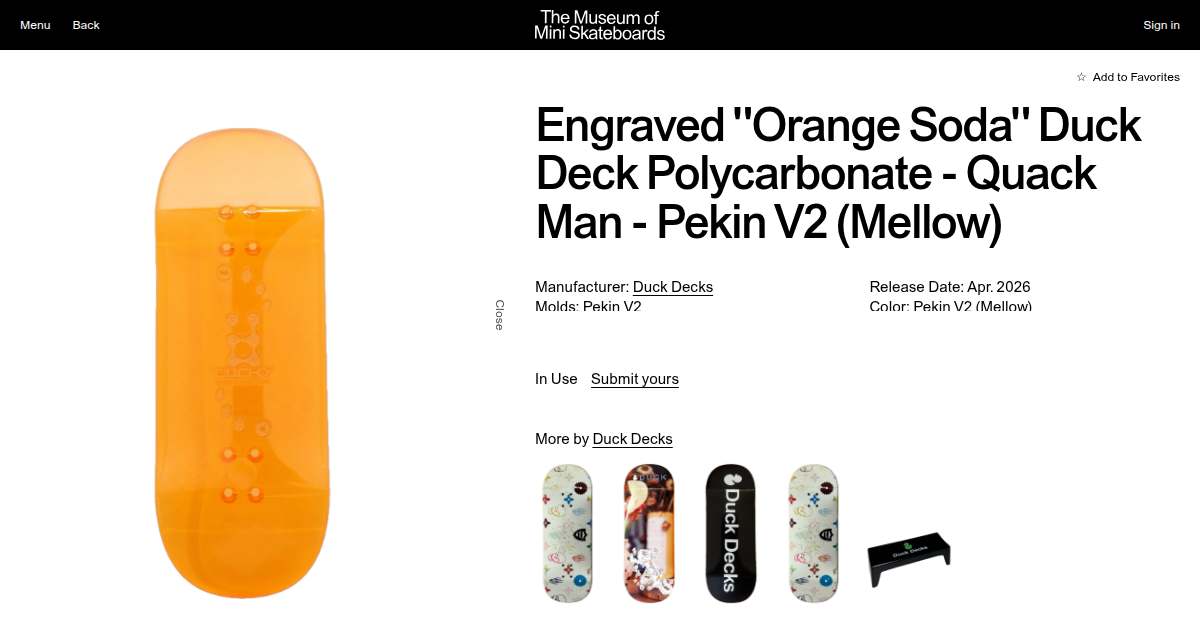 Menu
Back
The Museum of
Mini Skateboards
Sign in
☆ Add to Favorites
Engraved "Orange Soda" Duck
Deck Polycarbonate - Quack
Man - Pekin V2 (Mellow)
Manufacturer: Duck Decks
Release Date: Apr. 2026
Molds: Pekin V2
Color: Pekin V2 (Mellow)
Close
In Use
Submit yours
More by Duck Decks
DUCK
Duck Decks
Duck Decks